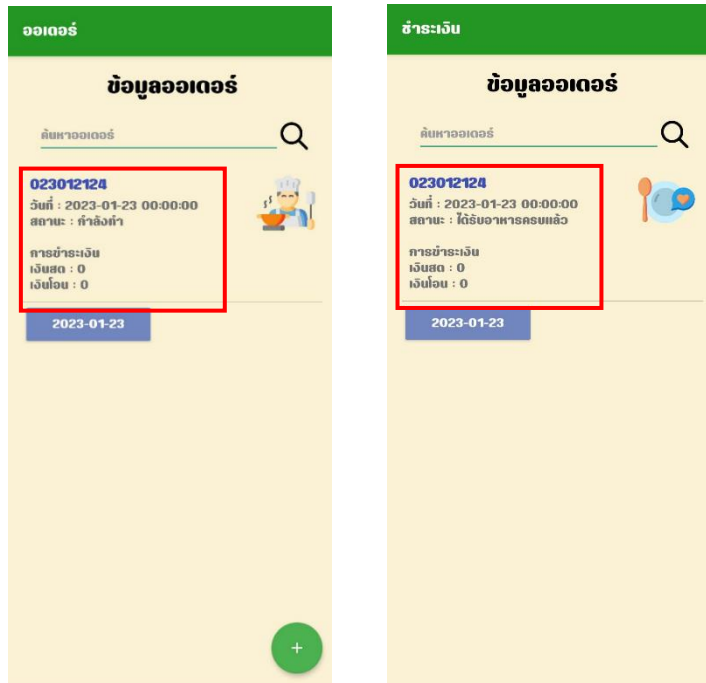 ออเดอร์
ข้อมูลออเดอร์
ค้นหาออเดอร์
023012124
วันที่ : 2023-01-23 00:00:00
สถานะ : กำลังทำ
การชำระเงิน
เงินสด : 0
เงินโอน : 0
2023-01-23
+
ชำระเงิน
ข้อมูลออเดอร์
ค้นหาออเดอร์
023012124
วันที่ : 2023-01-23 00:00:00
สถานะ : ได้รับอาหารครบแล้ว
การชำระเงิน
เงินสด : 0
เงินโอน : 0
2023-01-23